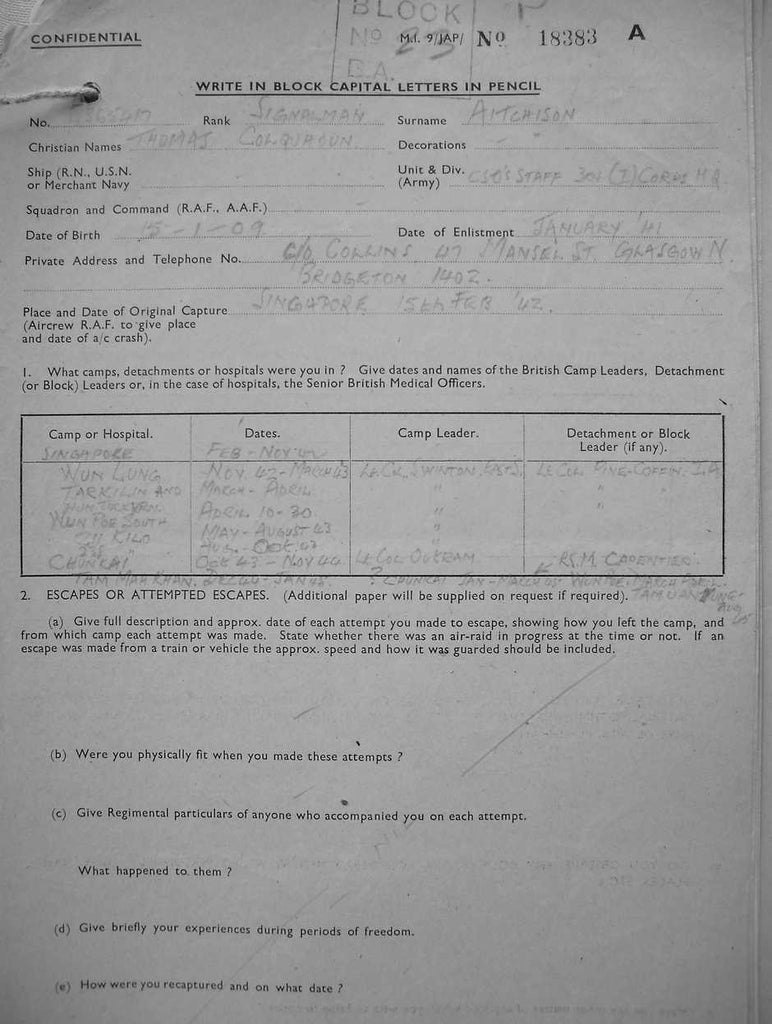 BLOCK
CONFIDENTIAL
M.I. 9/JAP/ No 18383 A
WRITE IN BLOCK CAPITAL LETTERS IN PENCIL
No. Rank SIGNALMAN Surname AITCHISON
Christian Names THOMAS COLQUHOUN Decorations
Ship (R.N., U.S.N. or Merchant Navy Unit & Div. (Army) CSO'S STAFF CORPS HQ
Squadron and Command (R.A.F., A.A.F.)
Date of Birth 15-1-09 Date of Enlistment JANUARY 41
Private Address and Telephone No. C/O COLLINS 47 MANSEL ST. GLASGOW N
BRIDGETON 1402.
Place and Date of Original Capture SINGAPORE 15th FEB '42
(Aircrew R.A.F. to give place
and date of a/c crash).
1. What camps, detachments or hospitals were you in ? Give dates and names of the British Camp Leaders, Detachment
(or Block) Leaders or, in the case of hospitals, the Senior British Medical Officers.
Camp or Hospital. Dates. Camp Leader. Detachment or Block Leader (if any).
SINGAPORE FEB - NOV 42
WUN LUNG NOV 42 - MARCH 43 SWINTON PINE-COFFIN
TARKILIN AND MARCH - APRIL " "
APRIL 10-30 "
WUN POE SOUTH MAY - AUGUST 43 " "
KILO OCT 43
CHUNKAI OCT 43 - NOV 44 LT COL OUTRAM R.S.M.
2. ESCAPES OR ATTEMPTED ESCAPES. (Additional paper will be supplied on request if required).
(a) Give full description and approx. date of each attempt you made to escape, showing how you left the camp, and
from which camp each attempt was made. State whether there was an air-raid in progress at the time or not. If an
escape was made from a train or vehicle the approx. speed and how it was guarded should be included.
(b) Were you physically fit when you made these attempts ?
(c) Give Regimental particulars of anyone who accompanied you on each attempt.
What happened to them ?
(d) Give briefly your experiences during periods of freedom.
(e) How were you recaptured and on what date ?